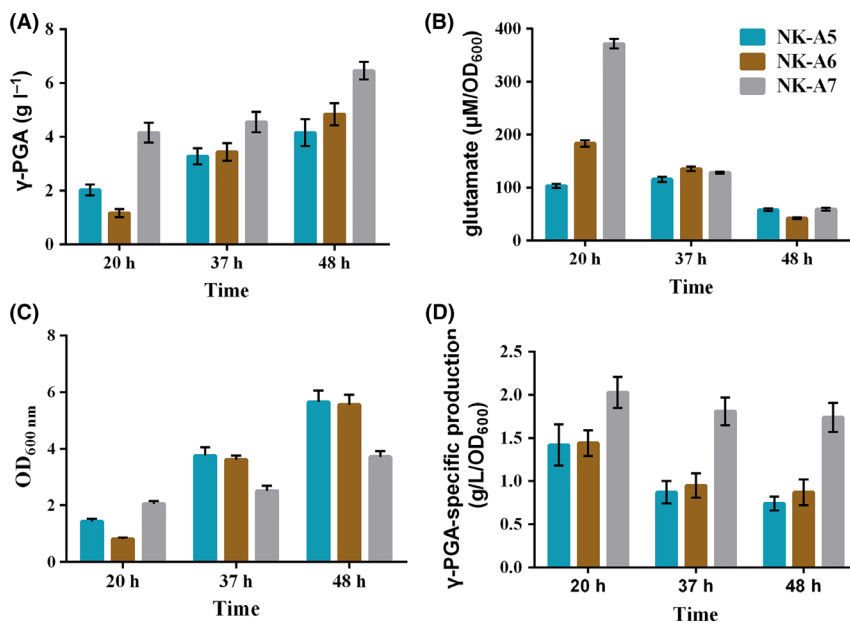 (A)
γ-PGA (g l⁻¹)
8
6
4
2
0
20 h 37 h 48 h
Time
(B)
glutamate (μM/OD₆₀₀)
400
300
200
100
0
20 h 37 h 48 h
Time
NK-A5
NK-A6
NK-A7
(C)
OD₆₀₀ ₙₘ
8
6
4
2
0
20 h 37 h 48 h
Time
(D)
γ-PGA-specific production
(g/L/OD₆₀₀)
2.5
2.0
1.5
1.0
0.5
0.0
20 h 37 h 48 h
Time